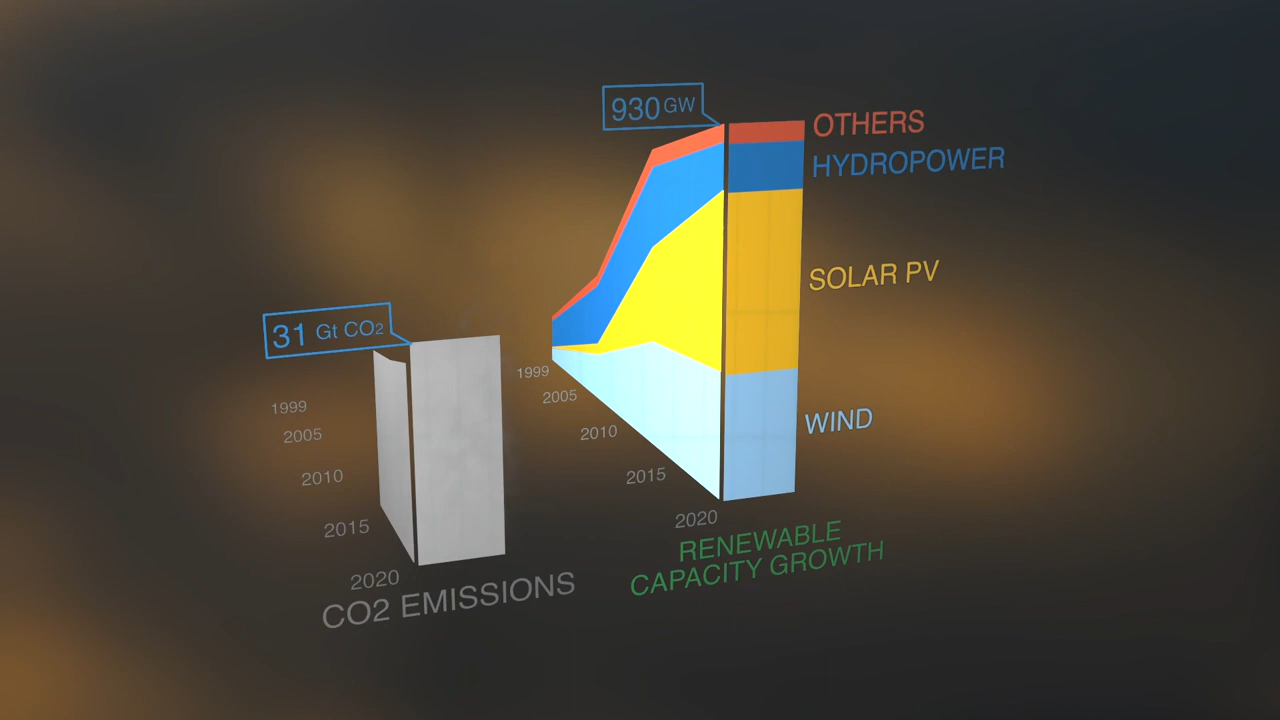 930 GW
OTHERS
HYDROPOWER
SOLAR PV
WIND
31 Gt CO2
1999
2005
2010
2015
2020
CO2 EMISSIONS
1999
2005
2010
2015
2020
RENEWABLE
CAPACITY GROWTH